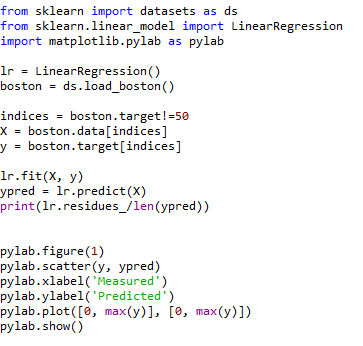 from sklearn import datasets as ds
from sklearn.linear_model import LinearRegression
import matplotlib.pylab as pylab
lr = LinearRegression()
boston = ds.load_boston()
indices = boston.target!=50
X = boston.data[indices]
y = boston.target[indices]
lr.fit(X, y)
ypred = lr.predict(X)
print(lr.residues_/len(ypred))
pylab.figure(1)
pylab.scatter(y, ypred)
pylab.xlabel('Measured')
pylab.ylabel('Predicted')
pylab.plot([0, max(y)], [0, max(y)])
pylab.show()